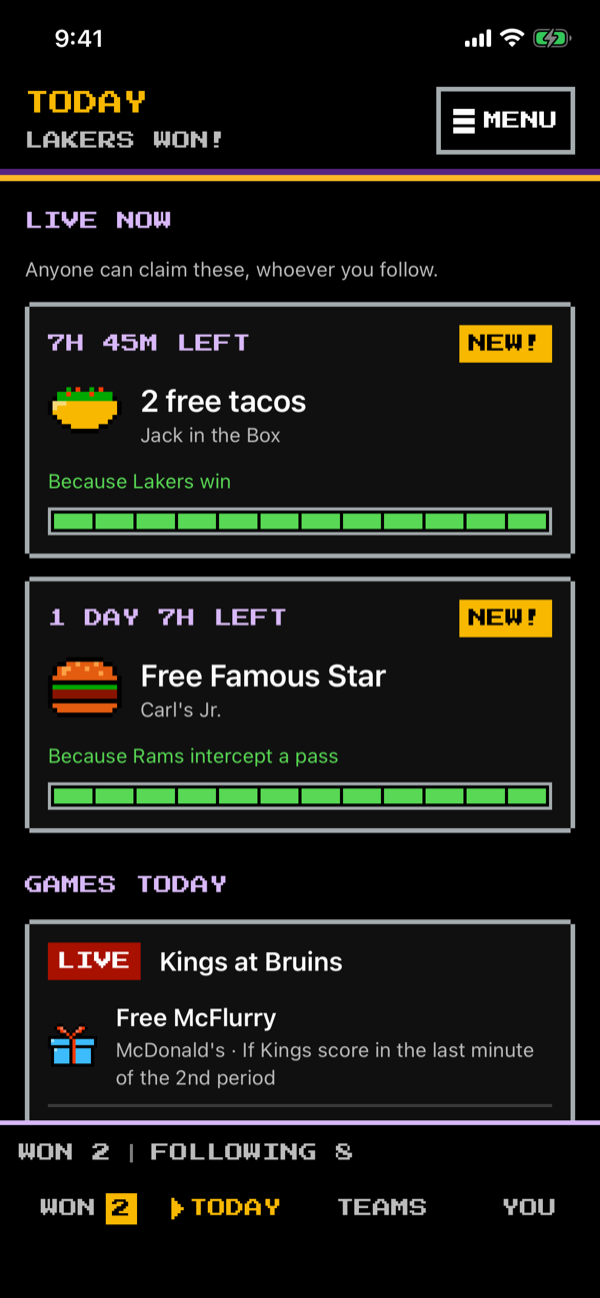 9:41
TODAY
LAKERS WON!
MENU
LIVE NOW
Anyone can claim these, whoever you follow.
7H 45M LEFT
NEW!
2 free tacos
Jack in the Box
Because Lakers win
1 DAY 7H LEFT
NEW!
Free Famous Star
Carl's Jr.
Because Rams intercept a pass
GAMES TODAY
LIVE Kings at Bruins
Free McFlurry
McDonald's · If Kings score in the last minute
of the 2nd period
WON 2 | FOLLOWING 8
WON 2 TODAY TEAMS YOU